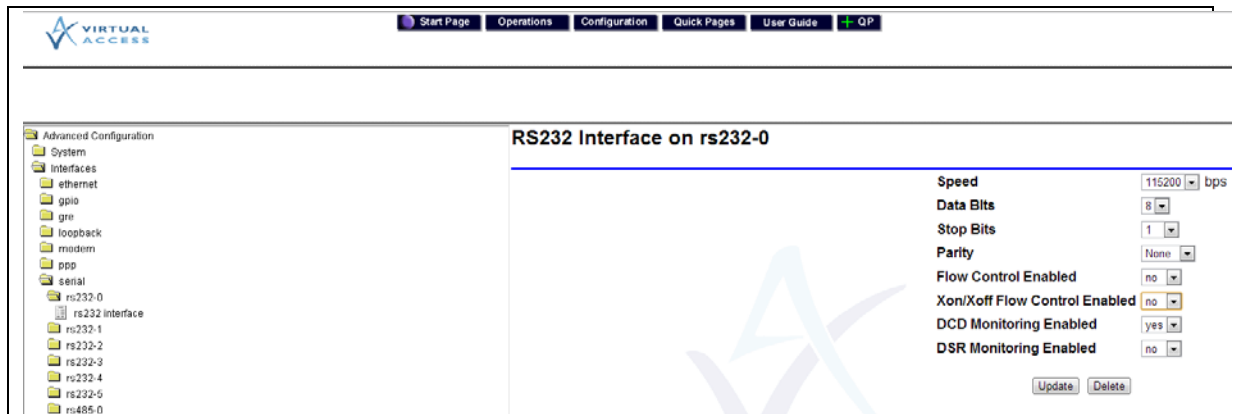 VIRTUAL
ACCESS
Start Page
Operations
Configuration
Quick Pages
User Guide
QP
Advanced Configuration
System
Interfaces
ethernet
gpio
gre
loopback
modem
ppp
serial
rs232-0
rs232 interface
rs232-1
rs232-2
rs232-3
rs232-4
rs232-5
rs485-0
RS232 Interface on rs232-0
Speed 115200 bps
Data Bits 8
Stop Bits 1
Parity None
Flow Control Enabled no
Xon/Xoff Flow Control Enabled no
DCD Monitoring Enabled yes
DSR Monitoring Enabled no
Update Delete